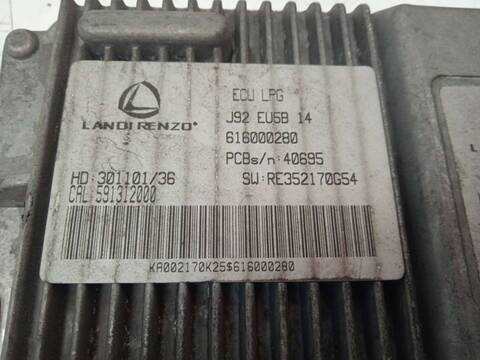 ECU LPG
J92 EU5B 14
LANDIRENZO®
616000280
PCBs/n: 40695
HD:301101/36
SW:RE352170G54
CAL:591312000
KA002170K25$616000280